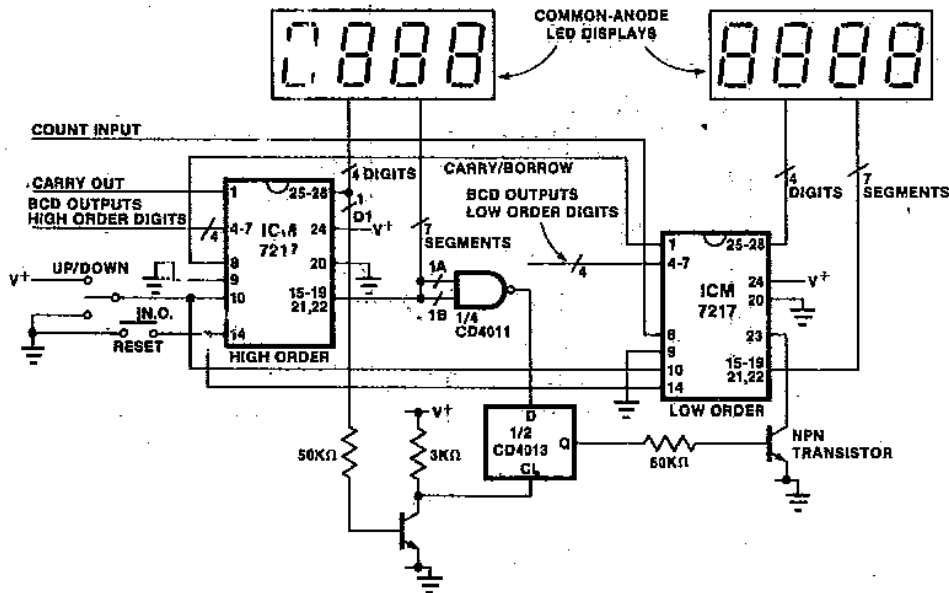 COMMON-ANODE
LED DISPLAYS
COUNT INPUT
CARRY OUT
BCD OUTPUTS
HIGH ORDER DIGITS
4
V+
UP/DOWN
N.O.
RESET
1
25-28
4-7
24
8
20
9
10
15-19
21,22
14
HIGH ORDER
4
DIGITS
1
D1
V+
7
SEGMENTS
CARRY/BORROW
BCD OUTPUTS
LOW ORDER DIGITS
4
1A
1B
1/4
CD4011
1
25-28
4-7
ICM
7217
24
20
23
9
10
15-19
14
21,22
LOW ORDER
4
DIGITS
7
SEGMENTS
V+
D
1/2
CD4013
Q
CL
50KΩ
V+
3KΩ
NPN
TRANSISTOR